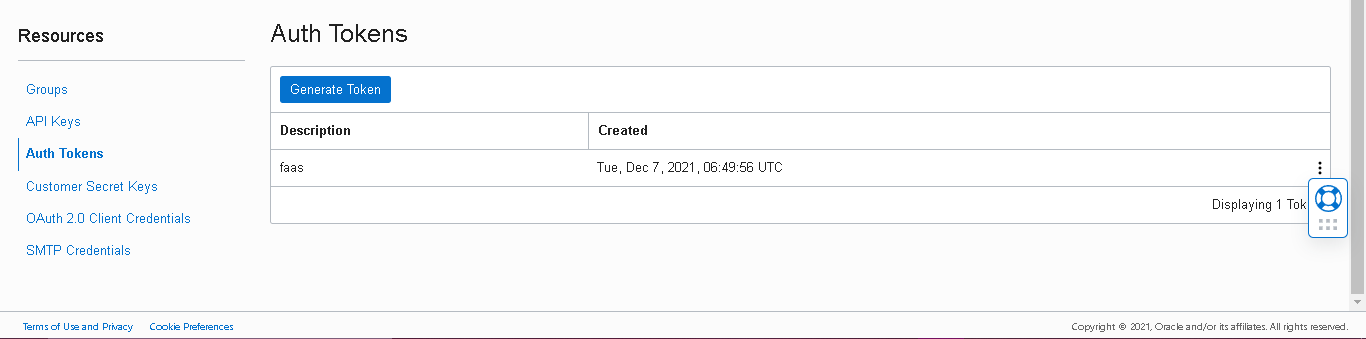 Resources
Groups
API Keys
Auth Tokens
Customer Secret Keys
OAuth 2.0 Client Credentials
SMTP Credentials
Auth Tokens
Generate Token
Description Created
faas Tue, Dec 7, 2021, 06:49:56 UTC
Displaying 1 Tok
Terms of Use and Privacy Cookie Preferences Copyright © 2021, Oracle and/or its affiliates. All rights reserved.